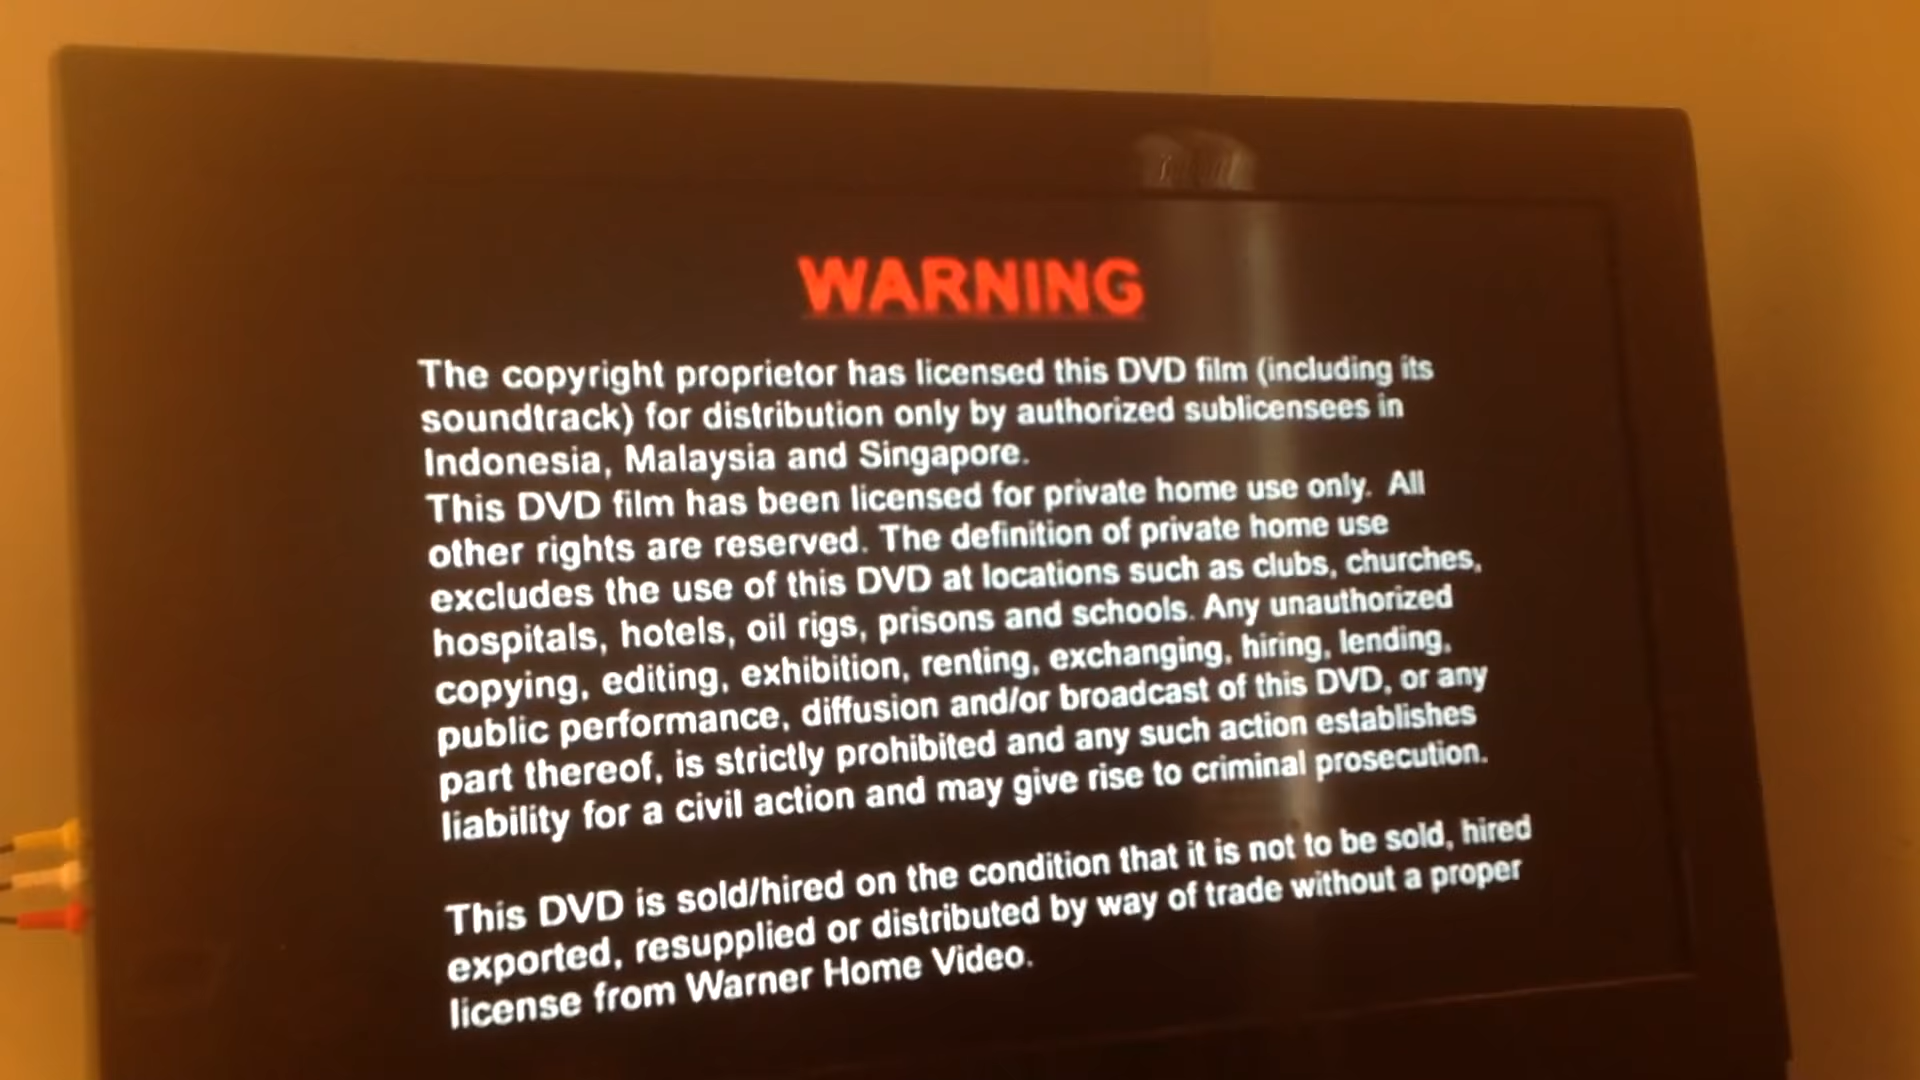 WARNING
The copyright proprietor has licensed this DVD film (including its
soundtrack) for distribution only by authorized sublicensees in
Indonesia, Malaysia and Singapore.
This DVD film has been licensed for private home use only. All
other rights are reserved. The definition of private home use
excludes the use of this DVD at locations such as clubs, churches,
hospitals, hotels, oil rigs, prisons and schools. Any unauthorized
copying, editing, exhibition, renting, exchanging, hiring, lending,
public performance, diffusion and/or broadcast of this DVD, or any
part thereof, is strictly prohibited and any such action establishes
liability for a civil action and may give rise to criminal prosecution.
This DVD is sold/hired on the condition that it is not to be sold, hired
exported, resupplied or distributed by way of trade without a proper
license from Warner Home Video.